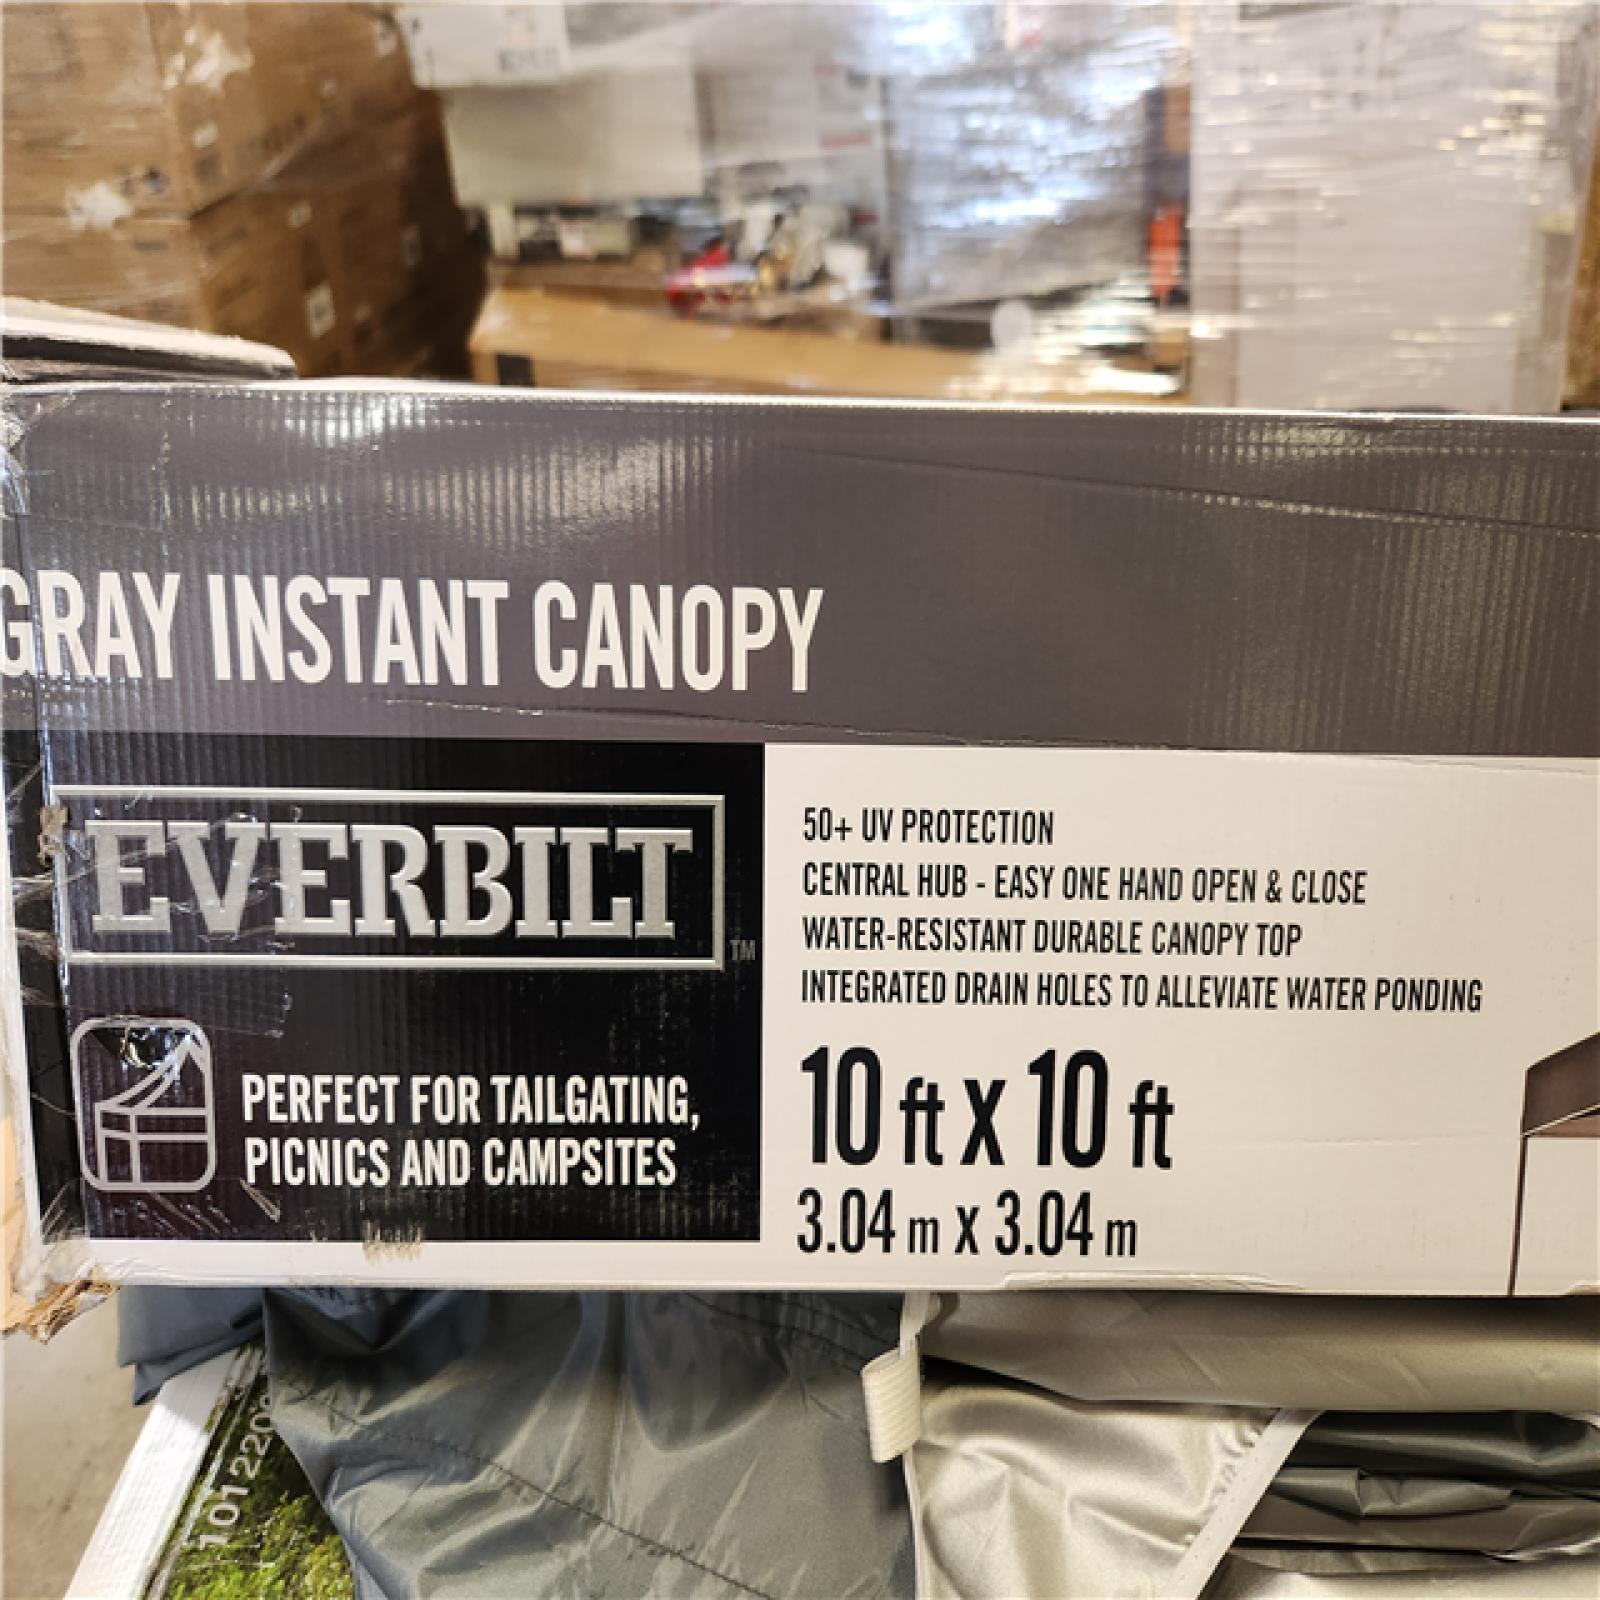 GRAY INSTANT CANOPY
EVERBILT
TM
PERFECT FOR TAILGATING,
PICNICS AND CAMPSITES
50+ UV PROTECTION
CENTRAL HUB - EASY ONE HAND OPEN & CLOSE
WATER-RESISTANT DURABLE CANOPY TOP
INTEGRATED DRAIN HOLES TO ALLEVIATE WATER PONDING
10 ft X 10 ft
3.04 m X 3.04 m